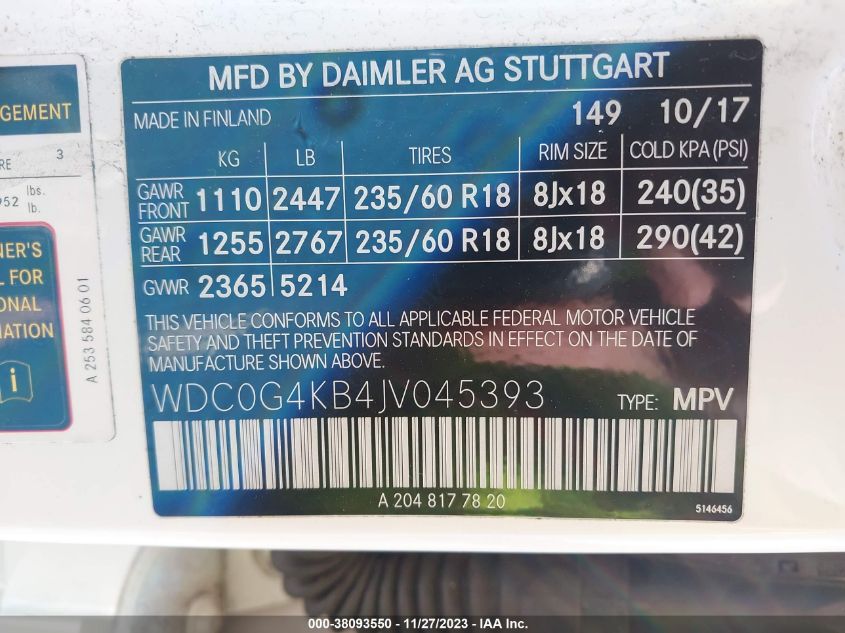 GEMENT
RE 3
952 lbs.
lb.
NER'S
L FOR
ONAL
MATION
A 253 584 06 01
MFD BY DAIMLER AG STUTTGART
MADE IN FINLAND 149 10/17
KG LB TIRES RIM SIZE COLD KPA (PSI)
GAWR FRONT 1110 2447 235/60 R18 8Jx18 240(35)
GAWR REAR 1255 2767 235/60 R18 8Jx18 290(42)
GVWR 2365 5214
THIS VEHICLE CONFORMS TO ALL APPLICABLE FEDERAL MOTOR VEHICLE
SAFETY AND THEFT PREVENTION STANDARDS IN EFFECT ON THE DATE OF
MANUFACTURE SHOWN ABOVE.
WDC0G4KB4JV045393 TYPE: MPV
A 204 817 78 20
5146456
000-38093550 — 11/27/2023 — IAA Inc.